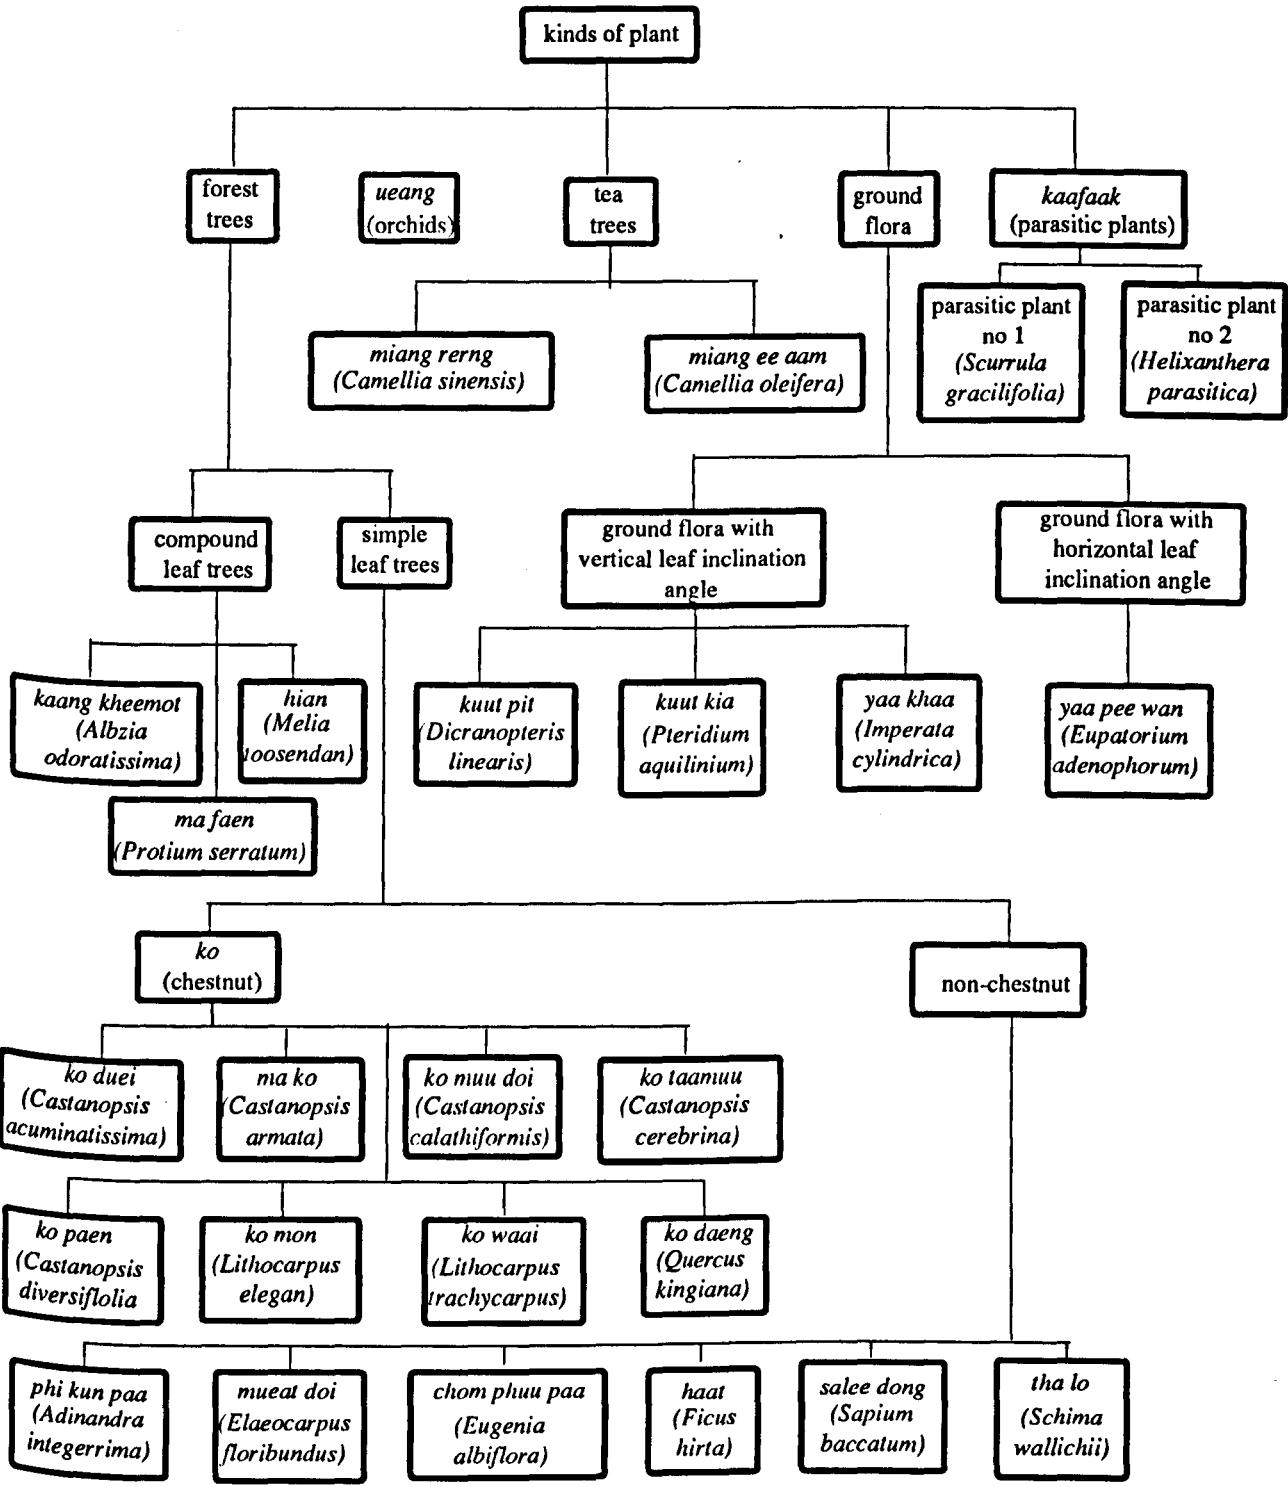 kinds of plant
forest
trees
ueang
(orchids)
tea
trees
ground
flora
kaafaak
(parasitic plants)
parasitic plant
no 1
(Scurrula
gracilifolia)
parasitic plant
no 2
(Helixanthera
parasitica)
miang rerng
(Camellia sinensis)
miang ee aam
(Camellia oleifera)
compound
leaf trees
simple
leaf trees
ground flora with
vertical leaf inclination
angle
ground flora with
horizontal leaf
inclination angle
kaang kheemot
(Albzia
odoratissima)
hian
(Melia
toosendan)
ma faen
(Protium serratum)
kuut pit
(Dicranopteris
linearis)
kuut kia
(Pteridium
aquilinium)
yaa khaa
(Imperata
cylindrica)
yaa pee wan
(Eupatorium
adenophorum)
ko
(chestnut)
non-chestnut
ko duei
(Castanopsis
acuminatissima)
ma ko
(Castanopsis
armata)
ko muu doi
(Castanopsis
calathiformis)
ko taamuu
(Castanopsis
cerebrina)
ko paen
(Castanopsis
diversiflolia
ko mon
(Lithocarpus
elegan)
ko waai
(Lithocarpus
trachycarpus)
ko daeng
(Quercus
kingiana)
phi kun paa
(Adinandra
integerrima)
mueat doi
(Elaeocarpus
floribundus)
chom phuu paa
(Eugenia
albiflora)
haat
(Ficus
hirta)
salee dong
(Sapium
baccatum)
tha lo
(Schima
wallichii)